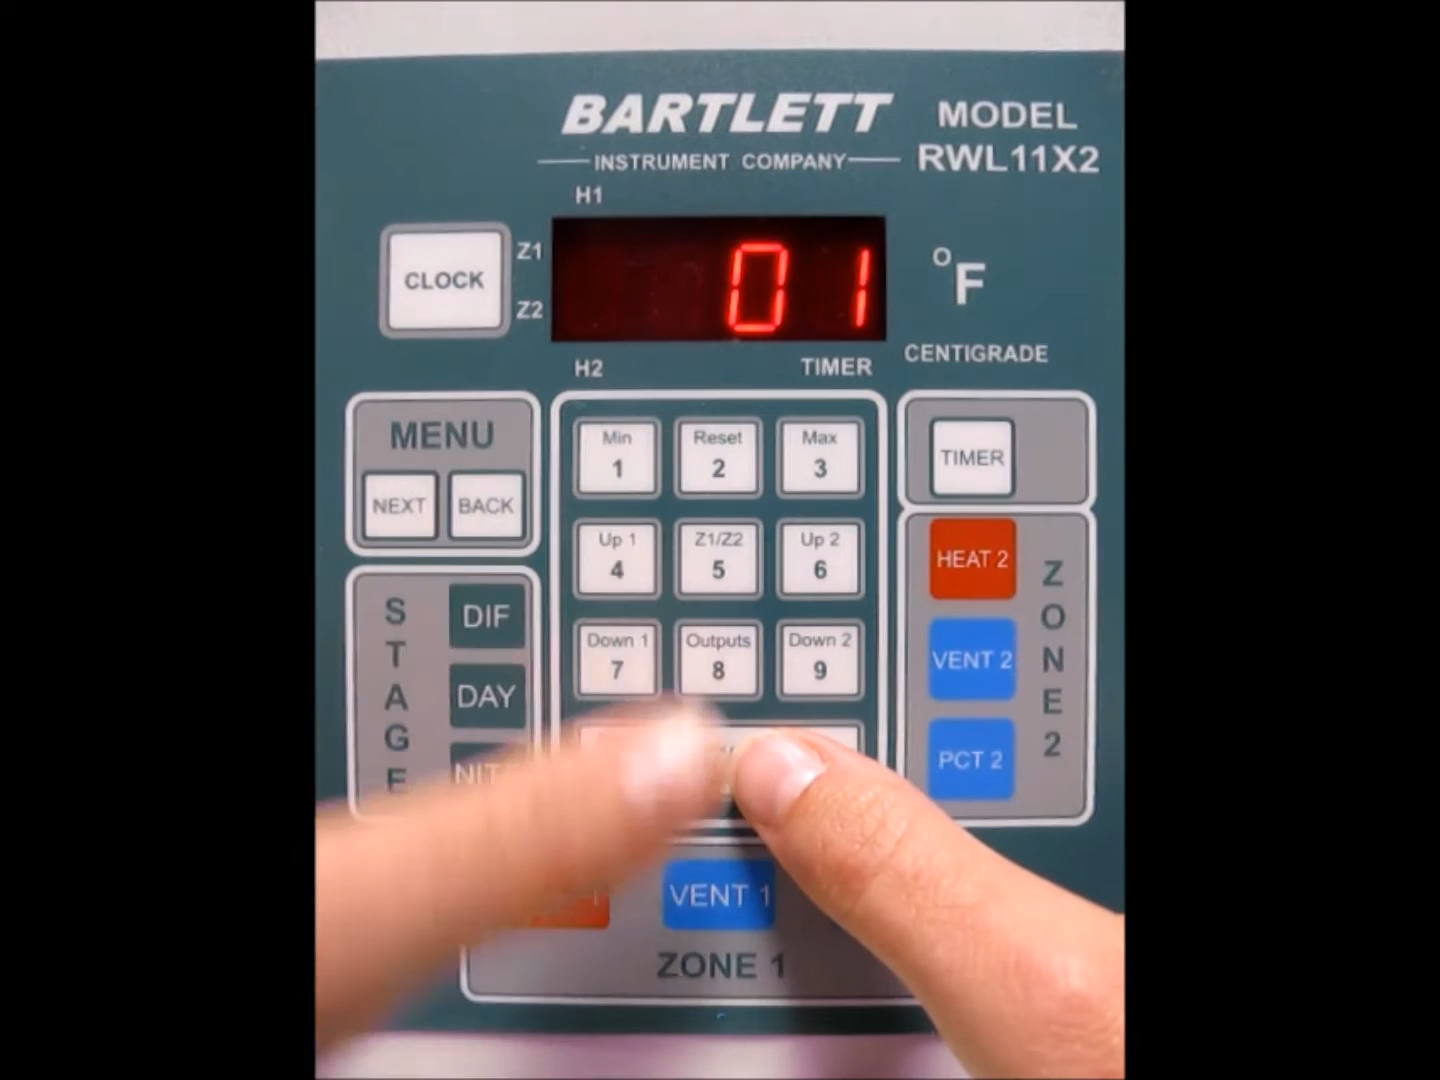 BARTLETT
INSTRUMENT COMPANY
MODEL
RWL11X2
H1
CLOCK
Z1
Z2
01
°F
H2
TIMER
CENTIGRADE
MENU
NEXT
BACK
Min
1
Reset
2
Max
3
Up 1
4
Z1/Z2
5
Up 2
6
Down 1
7
Outputs
8
Down 2
9
TIMER
HEAT 2
VENT 2
PCT 2
ZONE 2
STAGE
DIF
DAY
VENT 1
ZONE 1